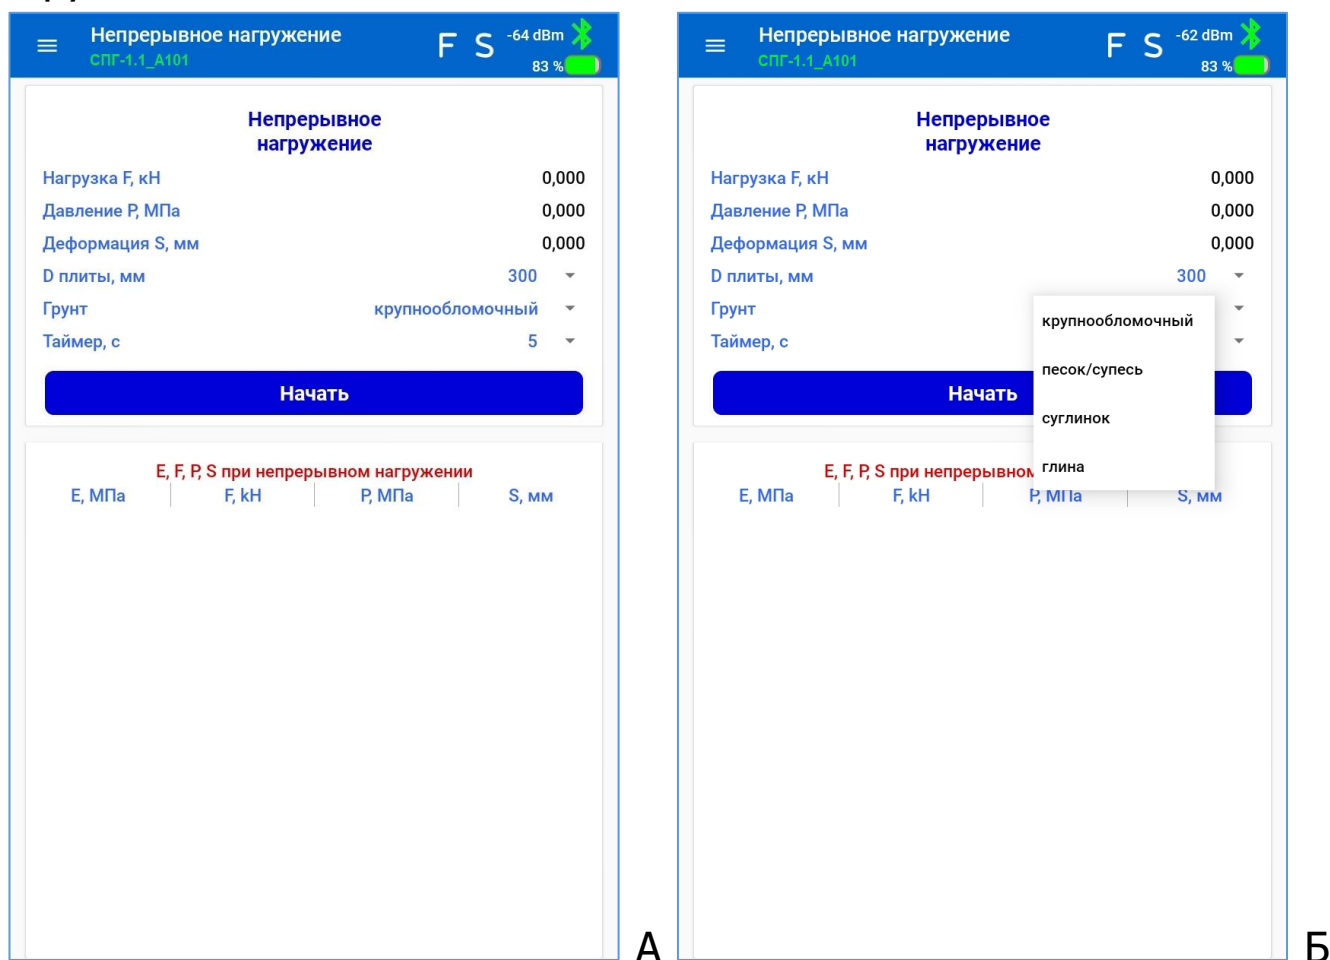 Непрерывное нагружение
СПГ-1.1_А101
F S -64 dBm
83 %
Непрерывное
нагружение
Нагрузка F, кН 0,000
Давление P, МПа 0,000
Деформация S, мм 0,000
D плиты, мм 300
Грунт крупнообломочный
Таймер, с 5
Начать
E, F, P, S при непрерывном нагружении
E, МПа F, kН P, МПа S, мм
А
Непрерывное нагружение
СПГ-1.1_А101
F S -62 dBm
83 %
Непрерывное
нагружение
Нагрузка F, кН 0,000
Давление P, МПа 0,000
Деформация S, мм 0,000
D плиты, мм 300
Грунт
Таймер, с
крупнообломочный
песок/супесь
суглинок
глина
Начать
E, F, P, S при непрерывном
E, МПа F, kН P, МПа S, мм
Б